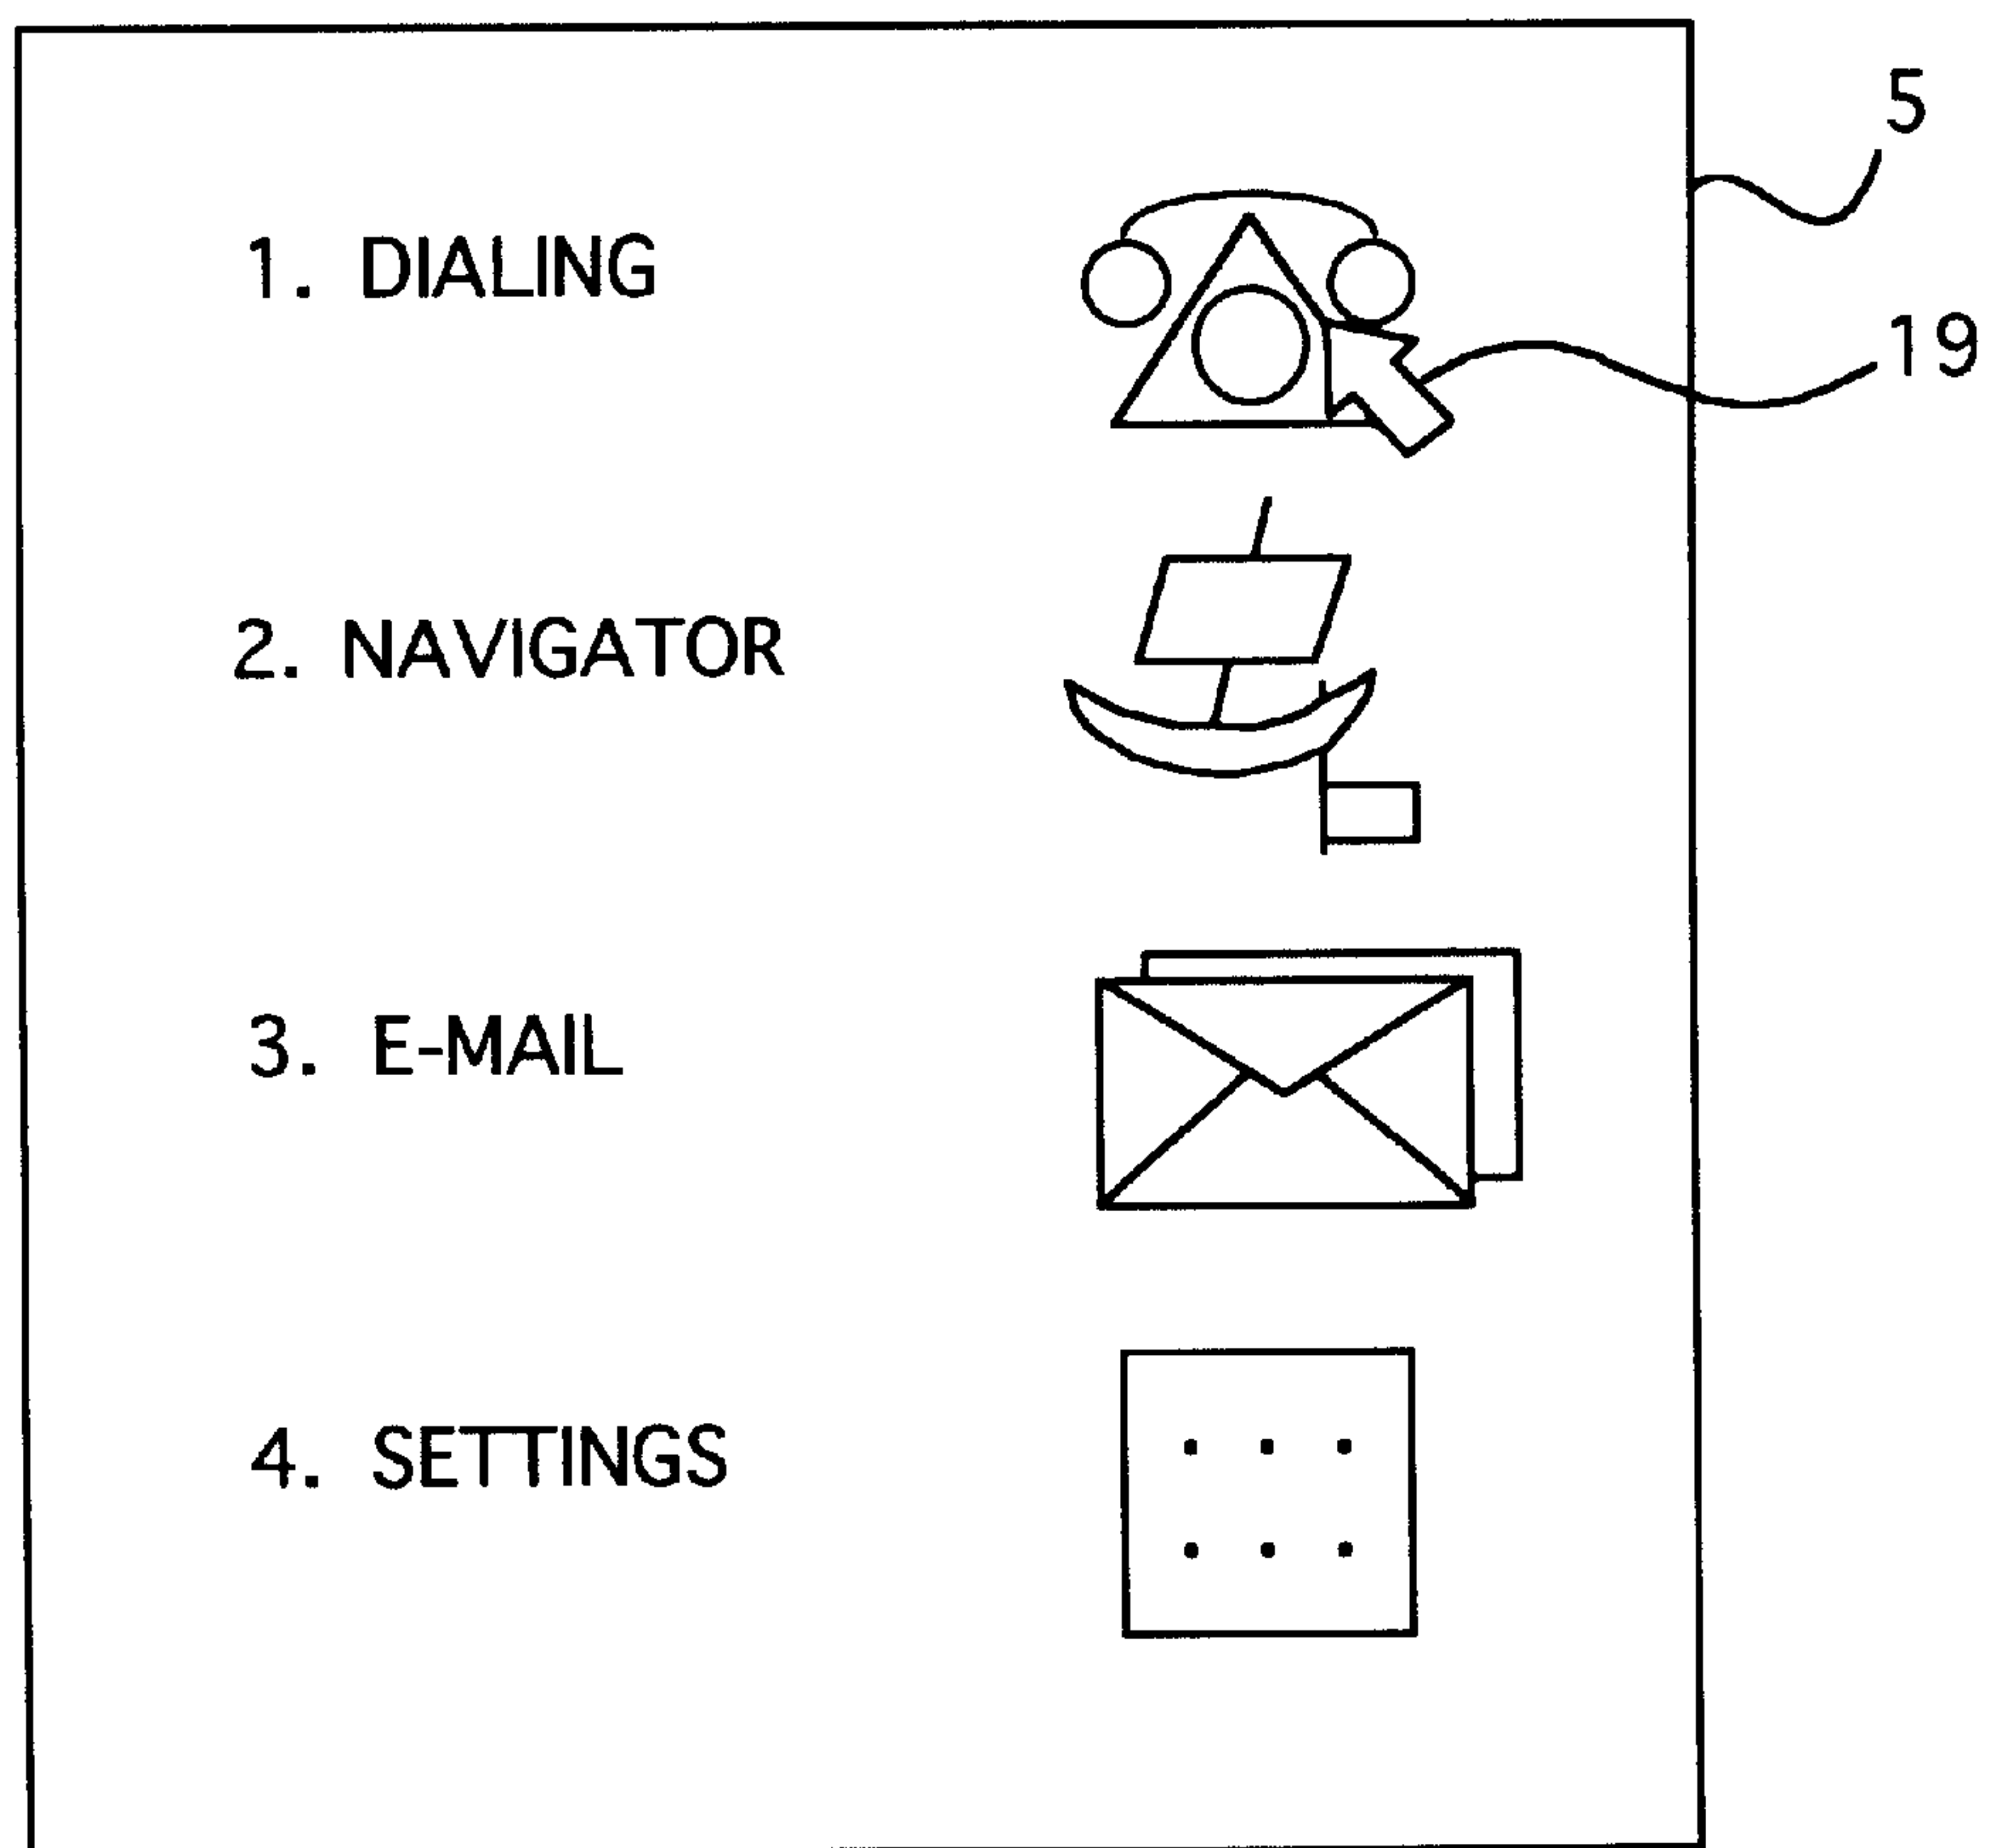 5
1. DIALING
19
2. NAVIGATOR
3. E-MAIL
4. SETTINGS